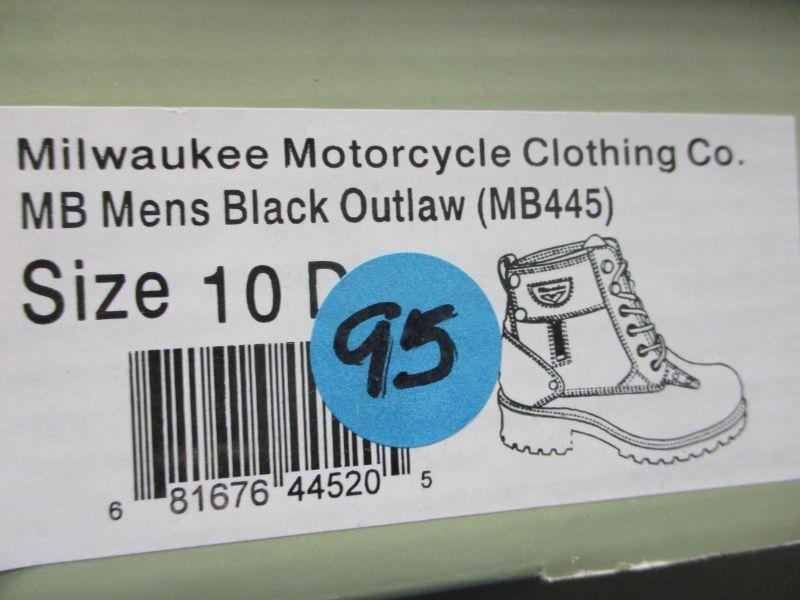 Milwaukee Motorcycle Clothing Co.
MB Mens Black Outlaw (MB445)
Size 10 D
95
6 81676 44520 5